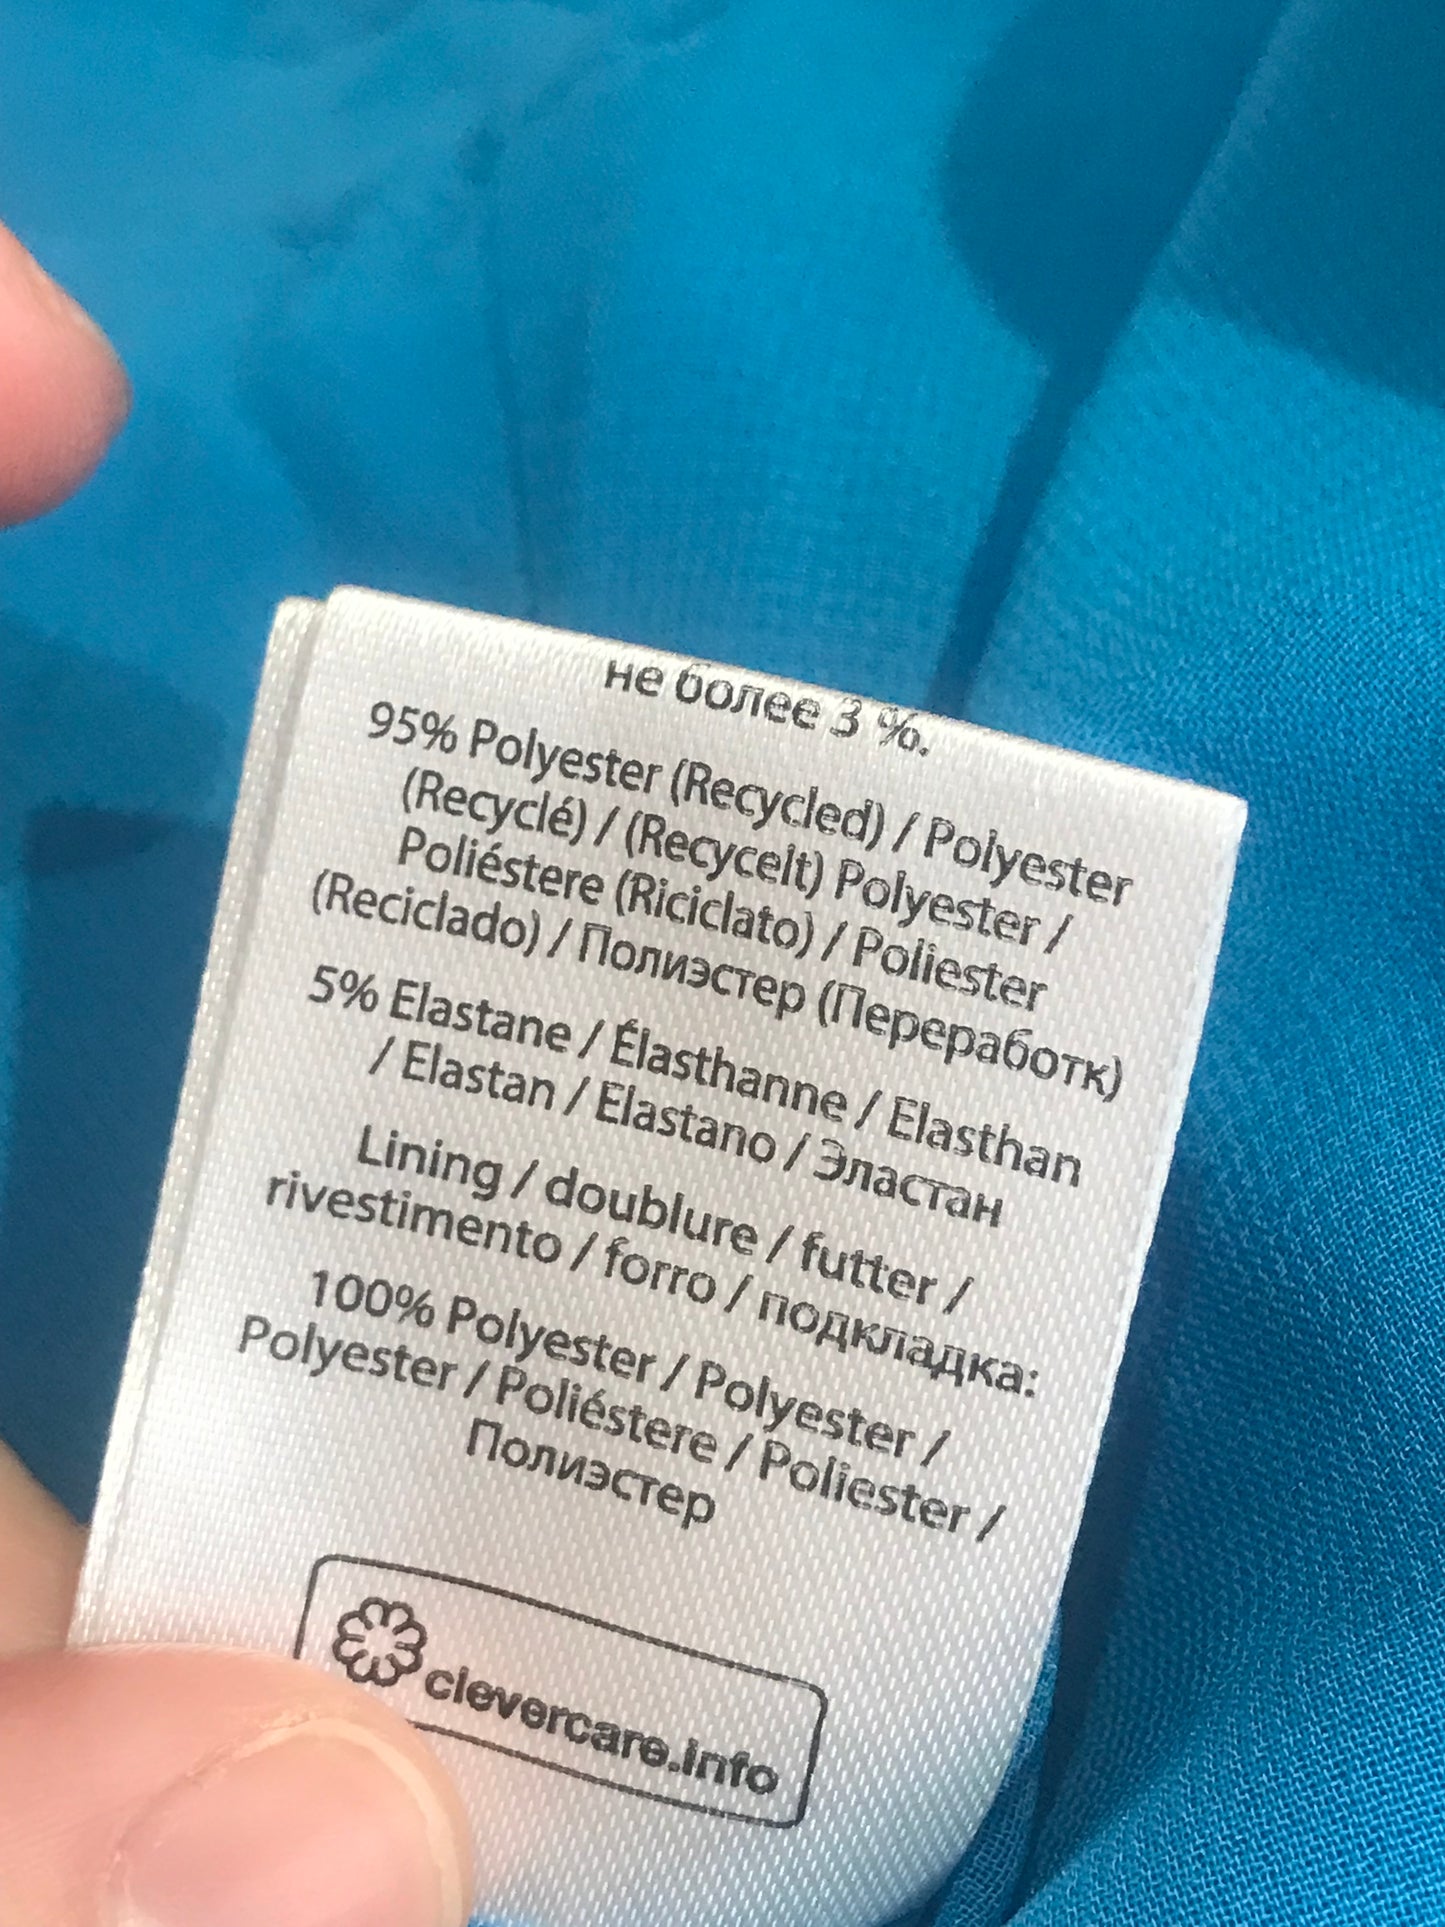 не более 3 %.
95% Polyester (Recycled) / Polyester
(Recyclé) / (Recycelt) Polyester /
Poliéstere (Riciclato) / Poliester
(Reciclado) / Полиэстер (Переработк)
5% Elastane / Élasthanne / Elasthan
/ Elastan / Elastano / Эластан
Lining / doublure / futter /
rivestimento / forro / подкладка:
100% Polyester / Polyester /
Polyester / Poliéstere / Poliester /
Полиэстер
clevercare.info